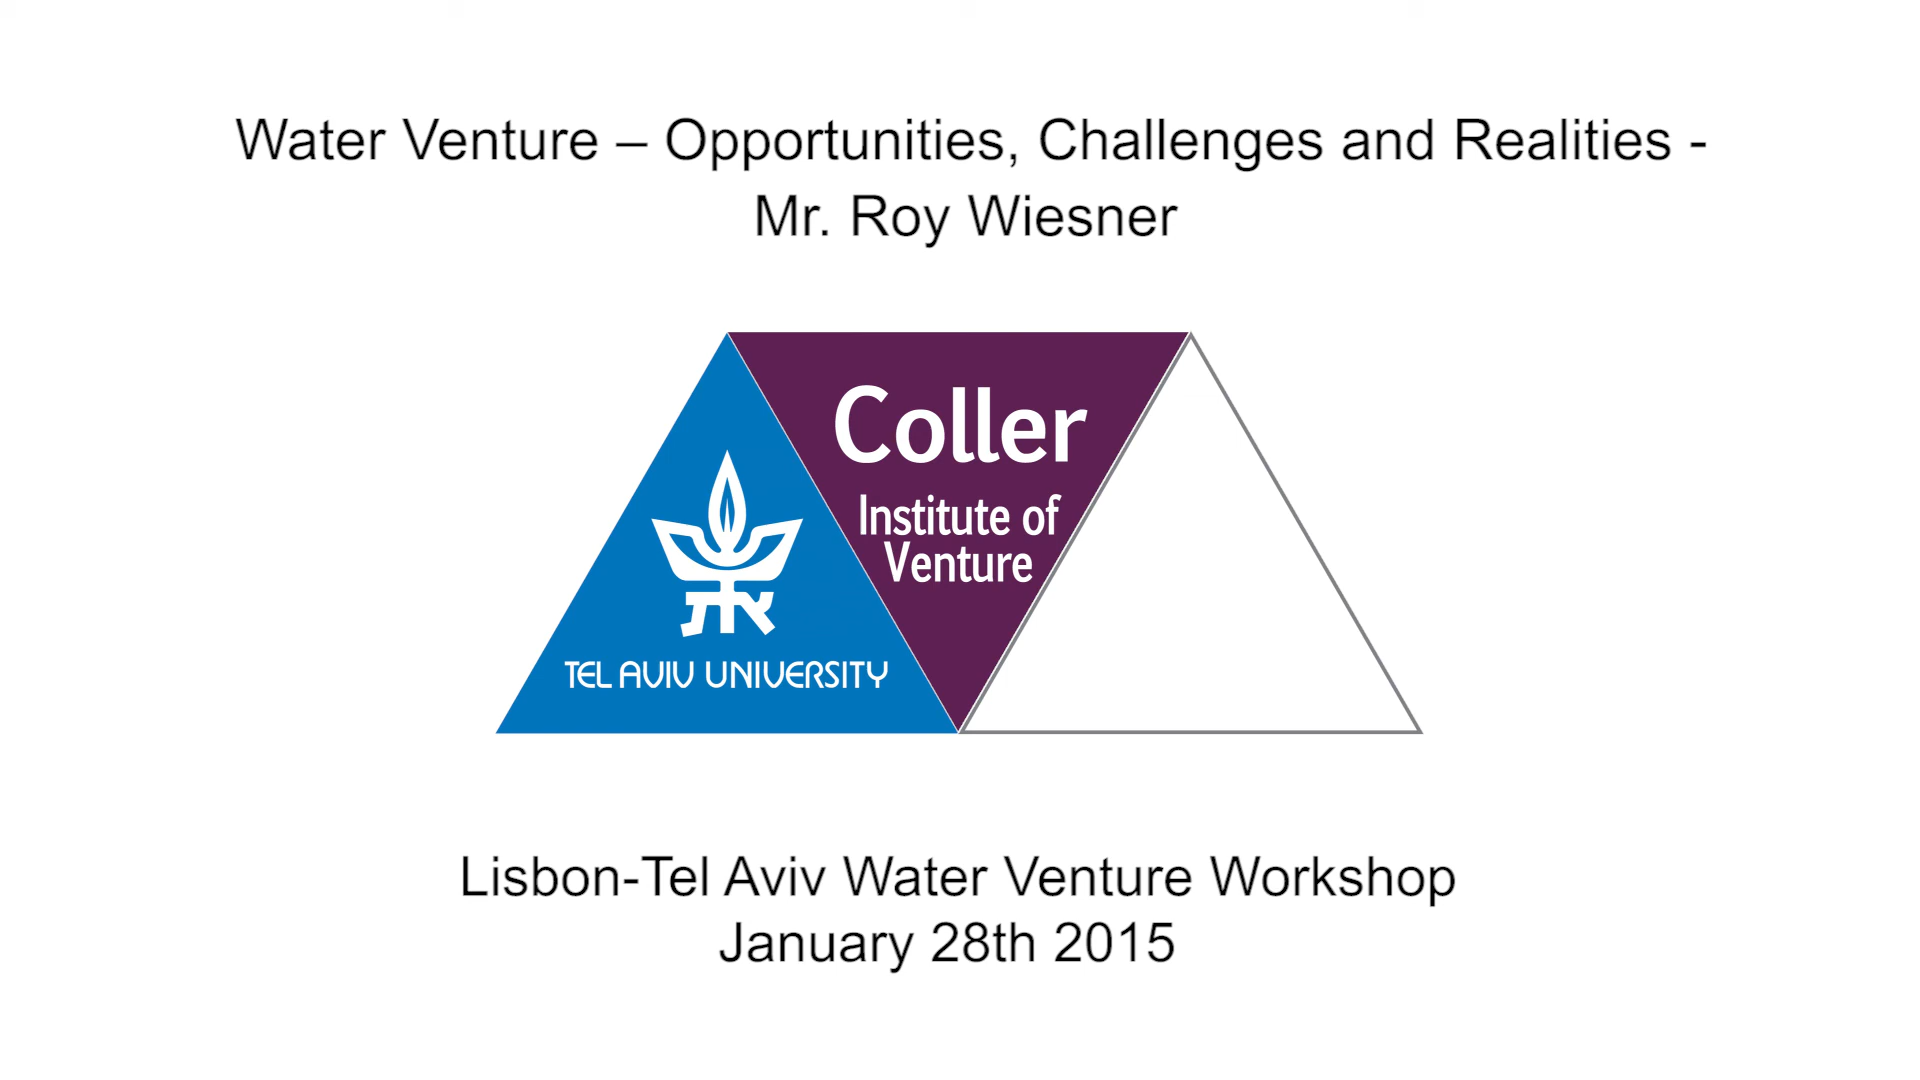 Water Venture – Opportunities, Challenges and Realities -
Mr. Roy Wiesner
Coller
Institute of
Venture
את
TEL AVIV UNIVERSITY
Lisbon-Tel Aviv Water Venture Workshop
January 28th 2015